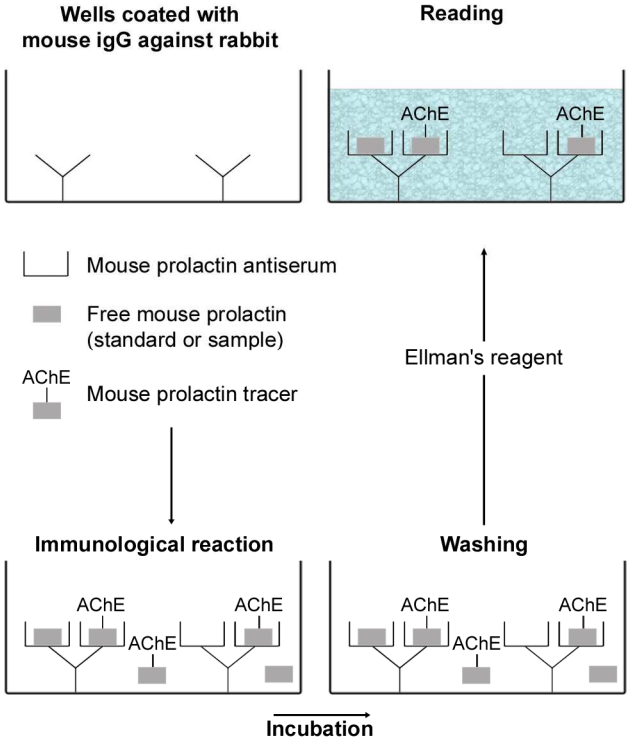 Wells coated with
mouse igG against rabbit
Reading
AChE
AChE
Mouse prolactin antiserum
Free mouse prolactin
(standard or sample)
AChE
Mouse prolactin tracer
Ellman's reagent
Immunological reaction
Washing
AChE
AChE
AChE
AChE
AChE
AChE
Incubation